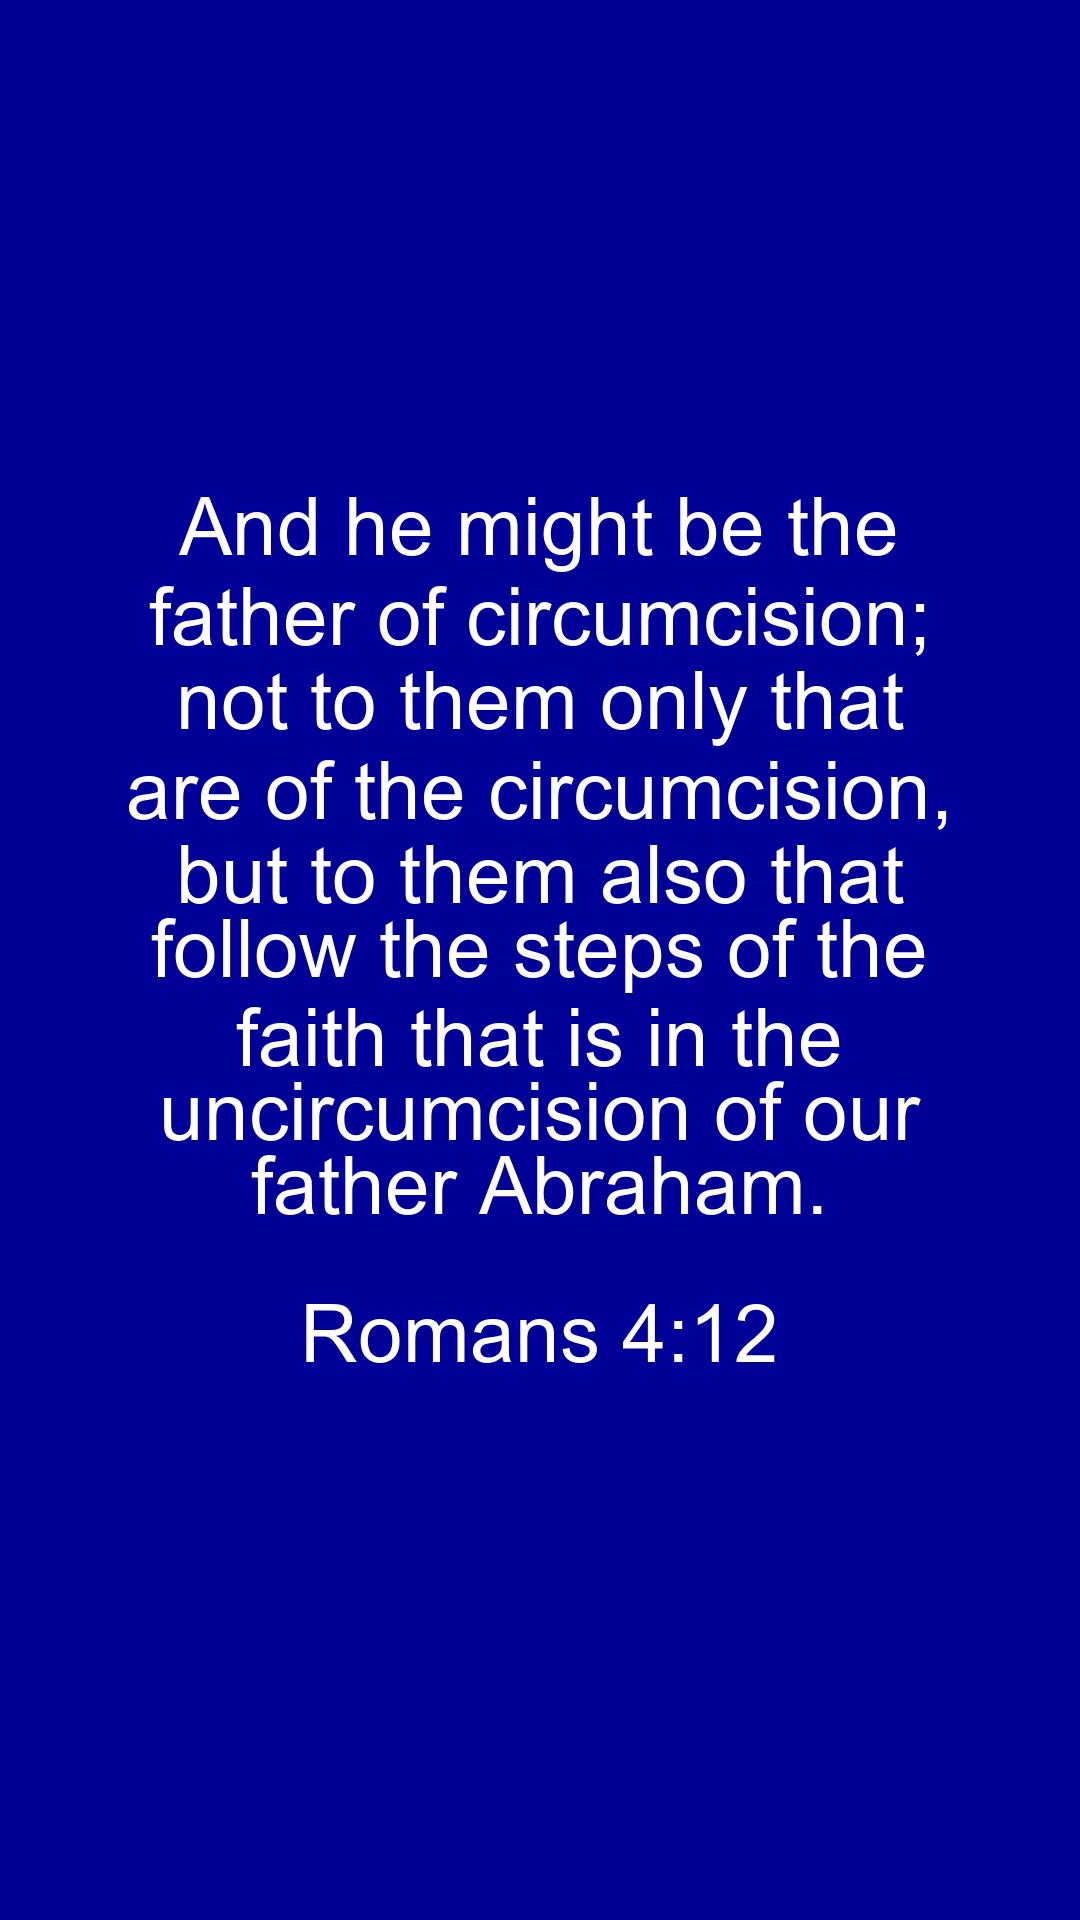 And he might be the
father of circumcision;
not to them only that
are of the circumcision,
but to them also that
follow the steps of the
faith that is in the
uncircumcision of our
father Abraham.
Romans 4:12